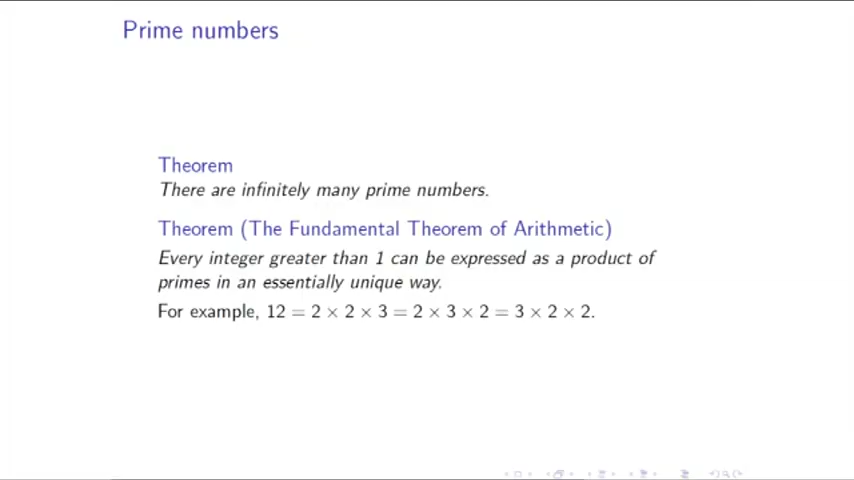 Prime numbers
Theorem
There are infinitely many prime numbers.
Theorem (The Fundamental Theorem of Arithmetic)
Every integer greater than 1 can be expressed as a product of
primes in an essentially unique way.
For example, 12 = 2 × 2 × 3 = 2 × 3 × 2 = 3 × 2 × 2.